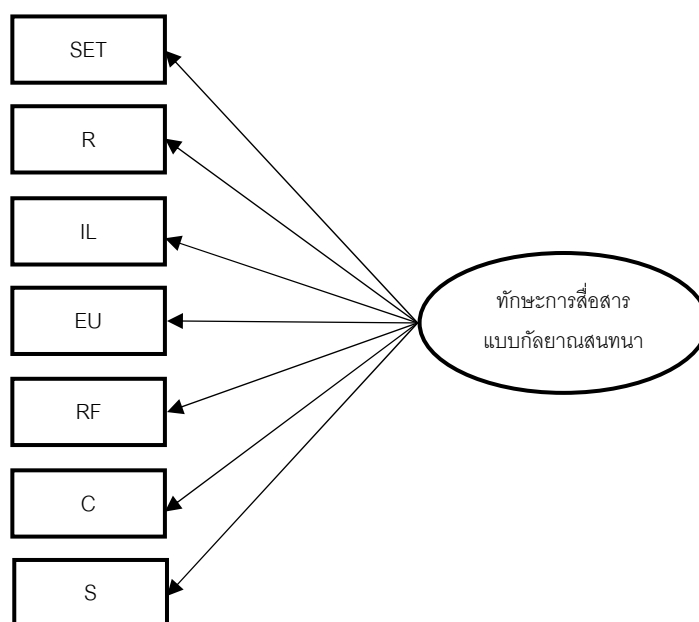 SET
R
IL
EU
RF
C
S
ทักษะการสื่อสาร
แบบกัลยาณสนทนา